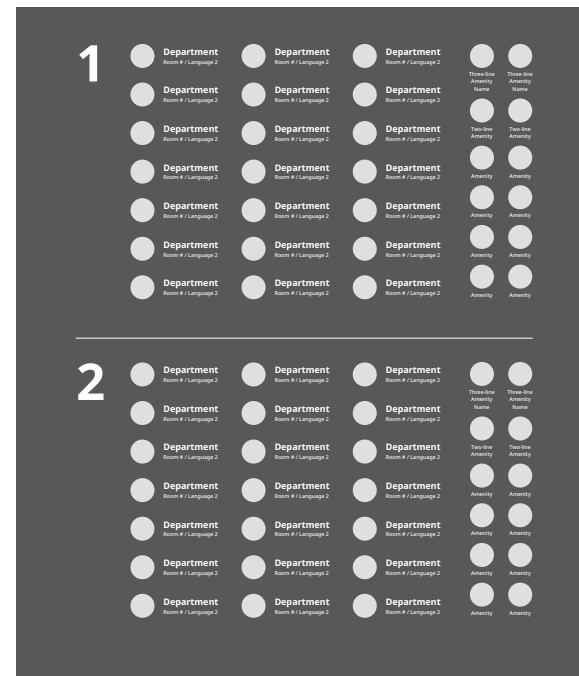 1
Department
Room # / Language 2
Department
Room # / Language 2
Department
Room # / Language 2
Department
Room # / Language 2
Department
Room # / Language 2
Department
Room # / Language 2
Department
Room # / Language 2
Department
Room # / Language 2
Department
Room # / Language 2
Department
Room # / Language 2
Department
Room # / Language 2
Department
Room # / Language 2
Department
Room # / Language 2
Department
Room # / Language 2
Department
Room # / Language 2
Department
Room # / Language 2
Department
Room # / Language 2
Department
Room # / Language 2
Department
Room # / Language 2
Department
Room # / Language 2
Department
Room # / Language 2
Three-line
Amenity
Name
Three-line
Amenity
Name
Two-line
Amenity
Two-line
Amenity
Amenity
Amenity
Amenity
Amenity
Amenity
Amenity
Amenity
Amenity
2
Department
Room # / Language 2
Department
Room # / Language 2
Department
Room # / Language 2
Department
Room # / Language 2
Department
Room # / Language 2
Department
Room # / Language 2
Department
Room # / Language 2
Department
Room # / Language 2
Department
Room # / Language 2
Department
Room # / Language 2
Department
Room # / Language 2
Department
Room # / Language 2
Department
Room # / Language 2
Department
Room # / Language 2
Department
Room # / Language 2
Department
Room # / Language 2
Department
Room # / Language 2
Department
Room # / Language 2
Department
Room # / Language 2
Department
Room # / Language 2
Department
Room # / Language 2
Three-line
Amenity
Name
Three-line
Amenity
Name
Two-line
Amenity
Two-line
Amenity
Amenity
Amenity
Amenity
Amenity
Amenity
Amenity
Amenity
Amenity